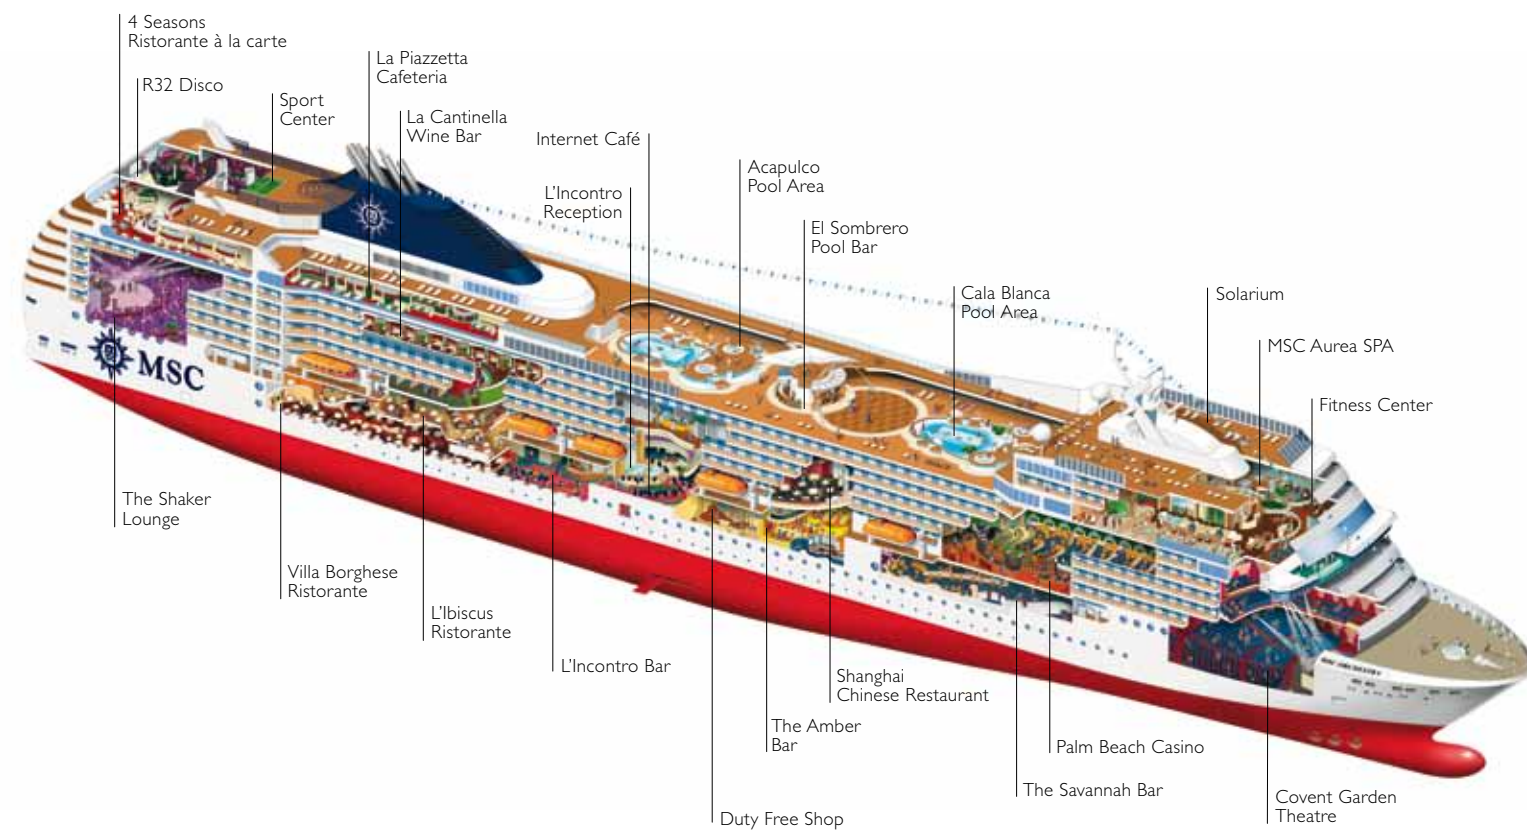 4 Seasons
Ristorante à la carte
R32 Disco
Sport
Center
La Piazzetta
Cafeteria
La Cantinella
Wine Bar
Internet Café
L'Incontro
Reception
Acapulco
Pool Area
El Sombrero
Pool Bar
Cala Blanca
Pool Area
Solarium
MSC Aurea SPA
Fitness Center
MSC
The Shaker
Lounge
Villa Borghese
Ristorante
L'Ibiscus
Ristorante
L'Incontro Bar
Shanghai
Chinese Restaurant
The Amber
Bar
Palm Beach Casino
The Savannah Bar
Duty Free Shop
Covent Garden
Theatre